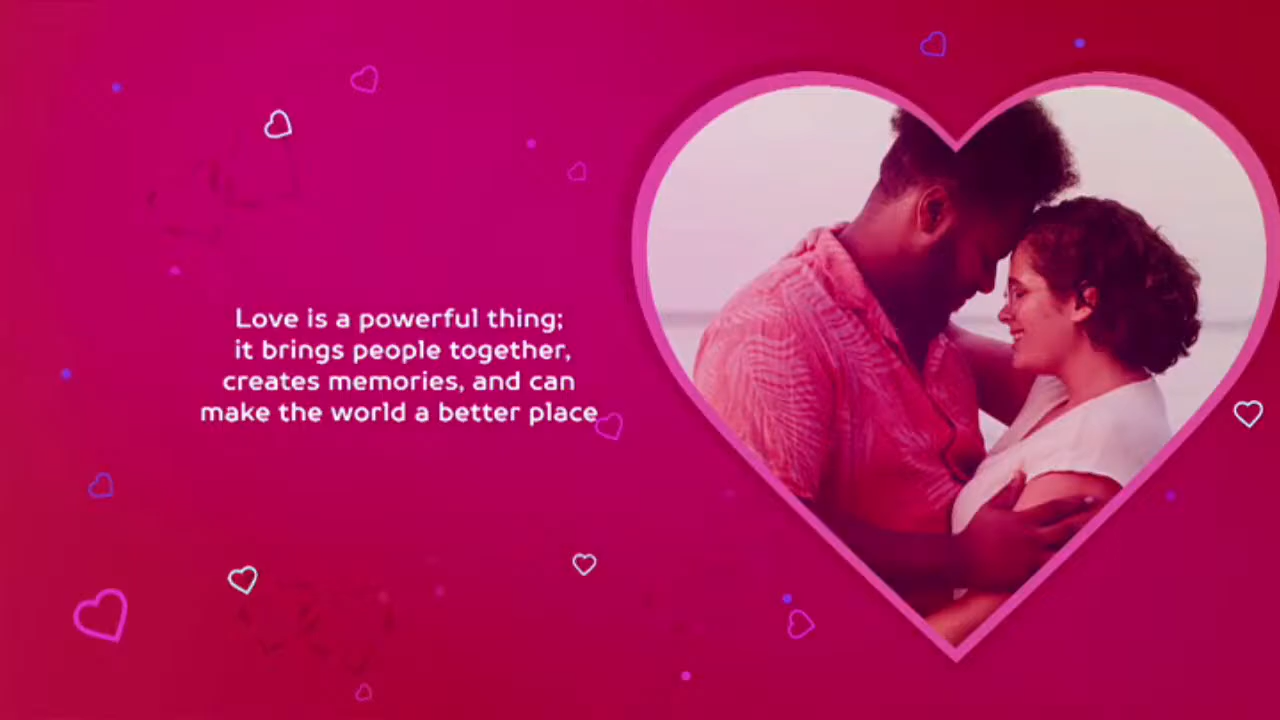 Love is a powerful thing;
it brings people together,
creates memories, and can
make the world a better place